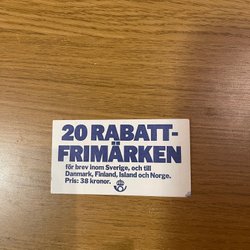 20 RABATT-
FRIMÄRKEN
för brev inom Sverige, och till
Danmark, Finland, Island och Norge.
Pris: 38 kronor.